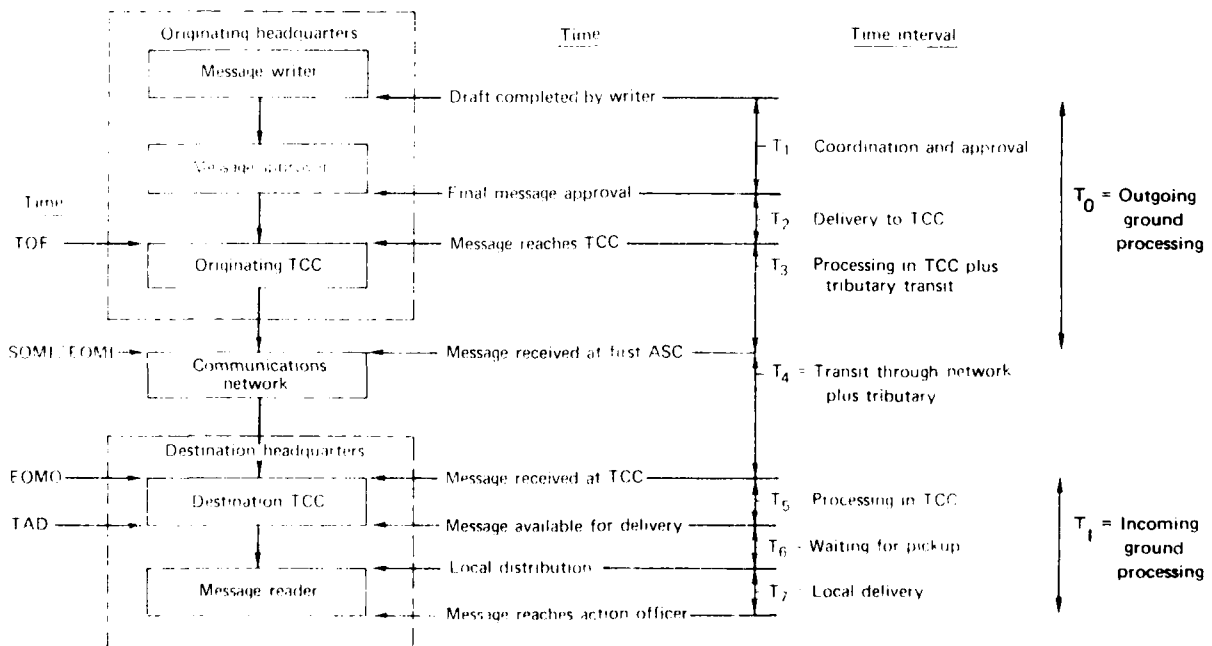 Originating headquarters
Time
Time interval
Message writer
Draft completed by writer
T1 Coordination and approval
Message
Final message approval
Time
T0 = Outgoing
ground
processing
T2 Delivery to TCC
TOF
Message reaches TCC
Originating TCC
T3 Processing in TCC plus
tributary transit
SOMI/EOMI
Message received at first ASC
Communications
network
T4 = Transit through network
plus tributary
Destination headquarters
EOMO
Message received at TCC
Destination TCC
T5 Processing in TCC
TAD
Message available for delivery
TI = Incoming
ground
processing
T6 - Waiting for pickup
Local distribution
Message reader
T7 - Local delivery
Message reaches action officer